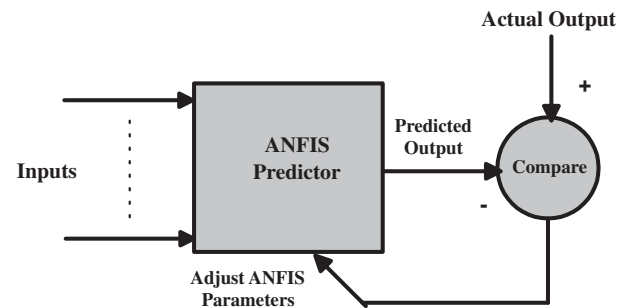 Actual Output
+
ANFIS
Predictor
Predicted
Output
Compare
Inputs
-
Adjust ANFIS
Parameters